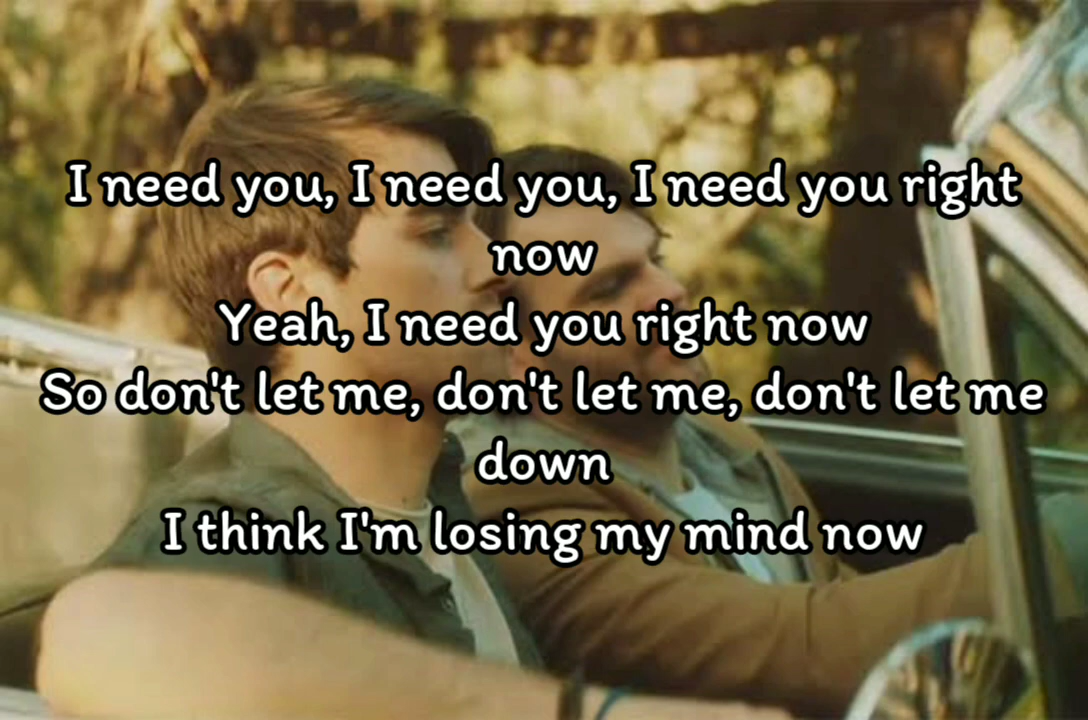 I need you, I need you, I need you right
now
Yeah, I need you right now
So don't let me, don't let me, don't let me
down
I think I'm losing my mind now